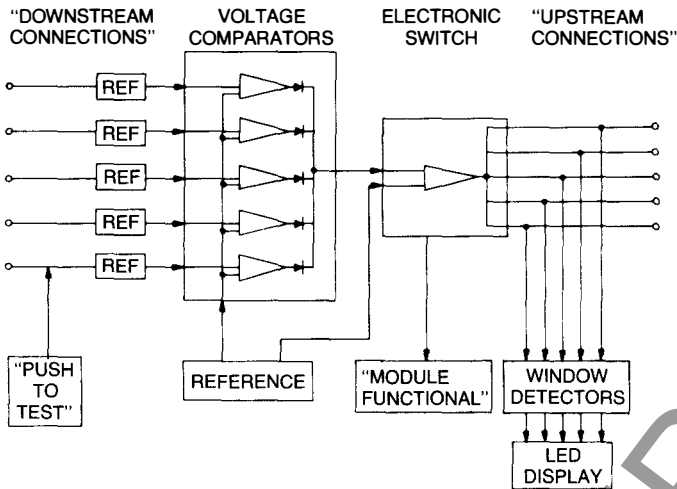 "DOWNSTREAM
CONNECTIONS"
VOLTAGE
COMPARATORS
ELECTRONIC
SWITCH
"UPSTREAM
CONNECTIONS"
REF
REF
REF
REF
REF
"PUSH
TO
TEST"
REFERENCE
"MODULE
FUNCTIONAL"
WINDOW
DETECTORS
LED
DISPLAY